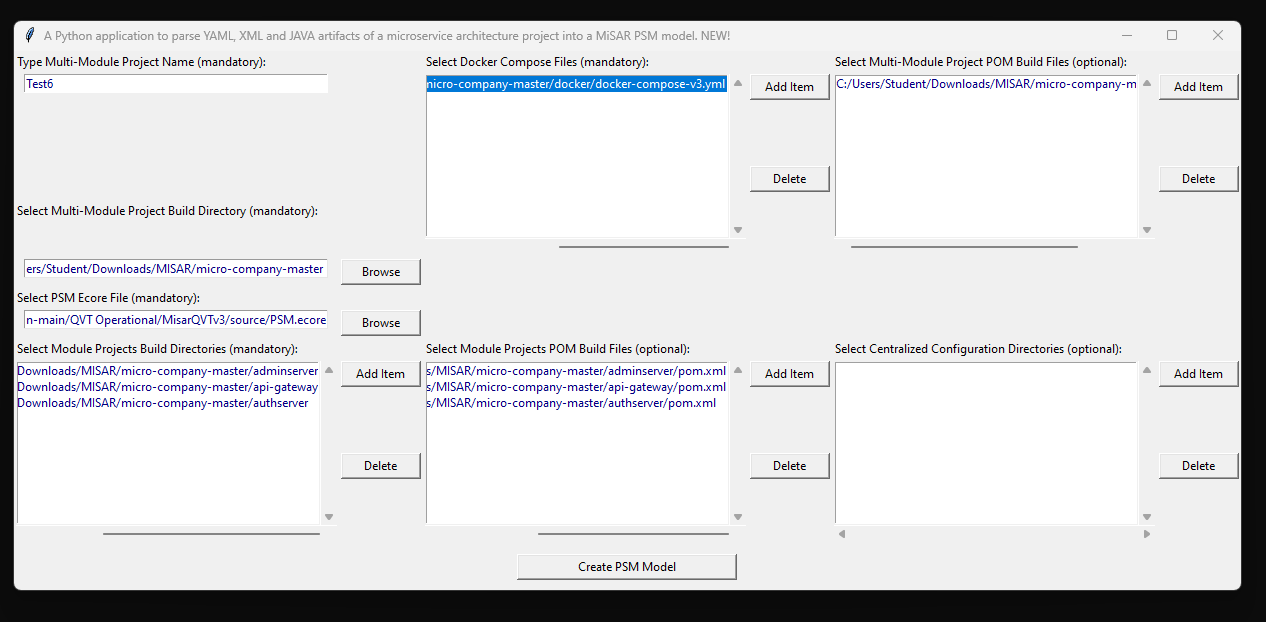 A Python application to parse YAML, XML and JAVA artifacts of a microservice architecture project into a MiSAR PSM model. NEW!
Type Multi-Module Project Name (mandatory):
Test6
Select Docker Compose Files (mandatory):
nicro-company-master/docker/docker-compose-v3.yml
Add Item
Delete
Select Multi-Module Project POM Build Files (optional):
C:/Users/Student/Downloads/MISAR/micro-company-m
Add Item
Delete
Select Multi-Module Project Build Directory (mandatory):
ers/Student/Downloads/MISAR/micro-company-master
Browse
Select PSM Ecore File (mandatory):
n-main/QVT Operational/MisarQVTv3/source/PSM.ecore
Browse
Select Module Projects Build Directories (mandatory):
Downloads/MISAR/micro-company-master/adminserver
Downloads/MISAR/micro-company-master/api-gateway
Downloads/MISAR/micro-company-master/authserver
Add Item
Delete
Select Module Projects POM Build Files (optional):
s/MISAR/micro-company-master/adminserver/pom.xml
s/MISAR/micro-company-master/api-gateway/pom.xml
s/MISAR/micro-company-master/authserver/pom.xml
Add Item
Delete
Select Centralized Configuration Directories (optional):
Add Item
Delete
Create PSM Model